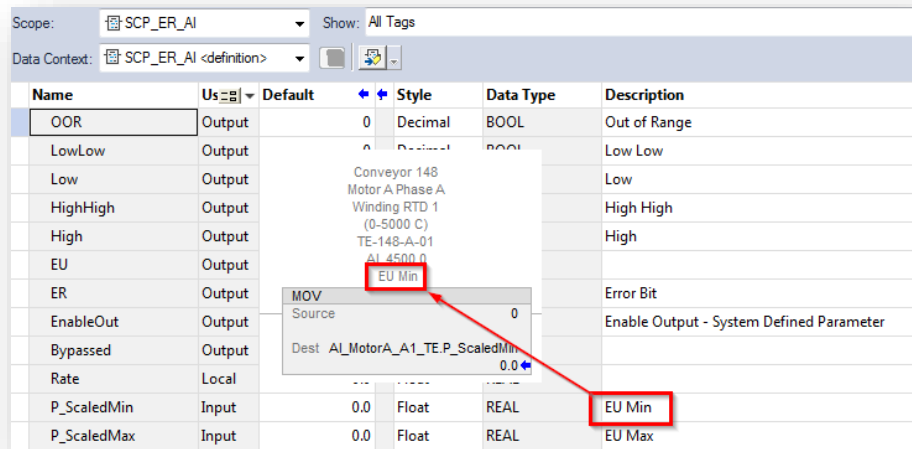 Scope: SCP_ER_AI Show: All Tags
Data Context: SCP_ER_AI <definition>
Name Us Default Style Data Type Description
OOR Output 0 Decimal BOOL Out of Range
LowLow Output Low Low
Low Output Low
HighHigh Output High High
High Output High
EU Output
ER Output Error Bit
EnableOut Output Enable Output - System Defined Parameter
Bypassed Output
Rate Local
P_ScaledMin Input 0.0 Float REAL EU Min
P_ScaledMax Input 0.0 Float REAL EU Max
Conveyor 148
Motor A Phase A
Winding RTD 1
(0-5000 C)
TE-148-A-01
AI 4500.0
EU Min
MOV
Source 0
Dest AI_MotorA_A1_TE.P_ScaledMin
0.0